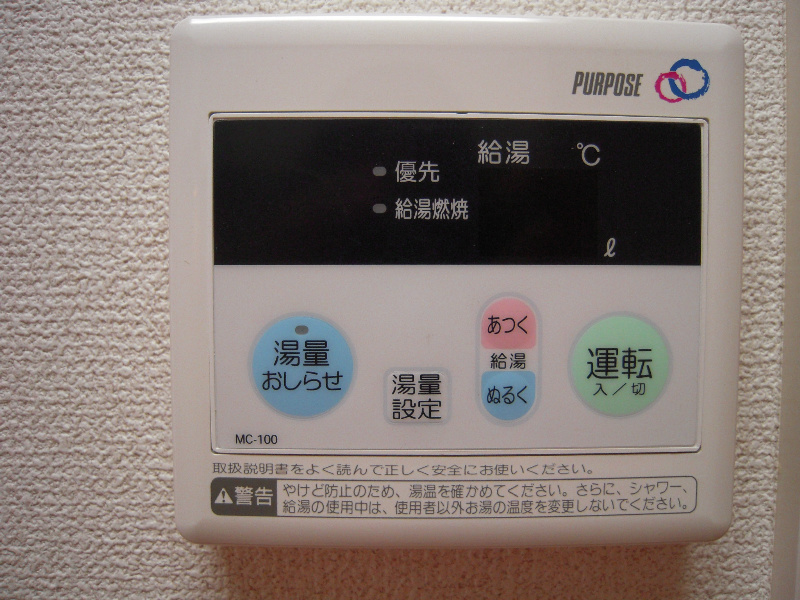 PURPOSE
給湯 ℃
優先
給湯燃焼
ℓ
湯量
おしらせ
湯量
設定
あつく
給湯
ぬるく
運転
入/切
MC-100
取扱説明書をよく読んで正しく安全にお使いください。
警告
やけど防止のため、湯温を確かめてください。さらに、シャワー、
給湯の使用中は、使用者以外お湯の温度を変更しないでください。